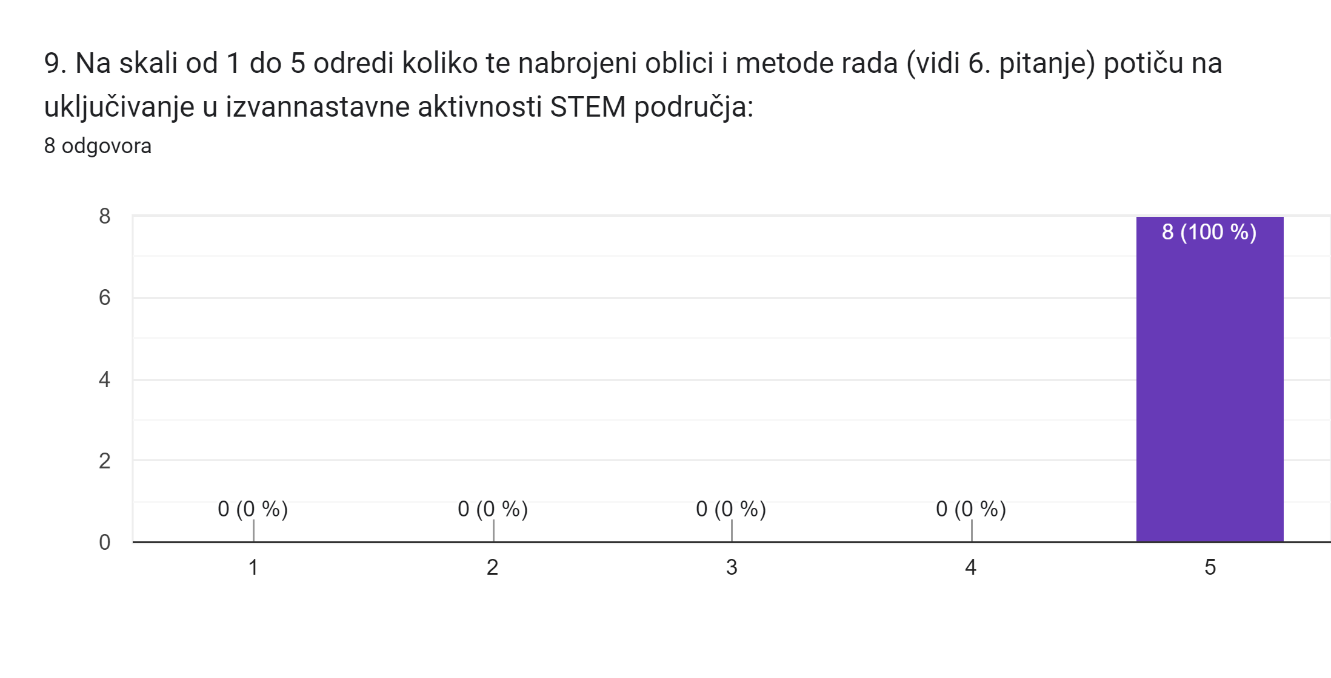 9. Na skali od 1 do 5 odredi koliko te nabrojeni oblici i metode rada (vidi 6. pitanje) potiču na
uključivanje u izvannastavne aktivnosti STEM područja:
8 odgovora
8
8 (100 %)
6
4
2
0 (0 %) 0 (0 %) 0 (0 %) 0 (0 %)
0
1 2 3 4 5